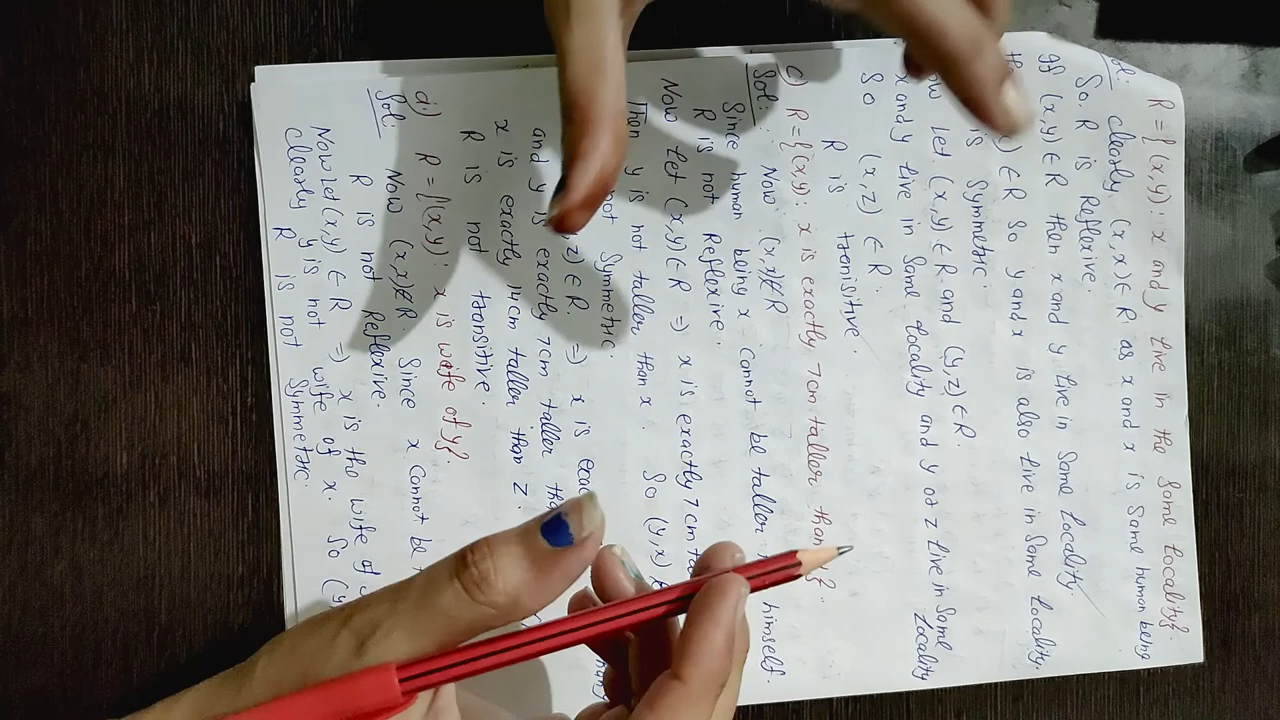 R = { (x,y) : x and y live in the Same Locality}.
Sol: clearly (x,x) ∈ R as x and x is Same human being
So. R is Reflexive.
If (x,y) ∈ R then x and y live in Same Locality.
) ∈ R So y and x is also live in Same Locality
is Symmetric.
let (x,y) ∈ R and (y,z) ∈ R.
x and y live in Same Locality and y or z live in Same Locality
So (x,z) ∈ R.
R is tranisitive.
c) R = { (x,y) : x is exactly 7cm taller than y}.
Sol: Now (x,x) ∉ R
Since human being x cannot be taller himself.
R is not Reflexive.
Now Let (x,y) ∈ R => x is exactly 7cm
Then y is not taller than x. So (y,x)
not Symmetric.
,z) ∈ R. => x is
and y is exactly 7cm taller
x is exactly 14cm taller than z.
R is not transitive.
d.) R = { (x,y) : x is wife of y}.
Sol: Now (x,x) ∉ R. Since x cannot be
R is not Reflexive.
Now Let (x,y) ∈ R => x is the wife of
y is not wife of x. So (y,
Clearly R is not Symmetric.